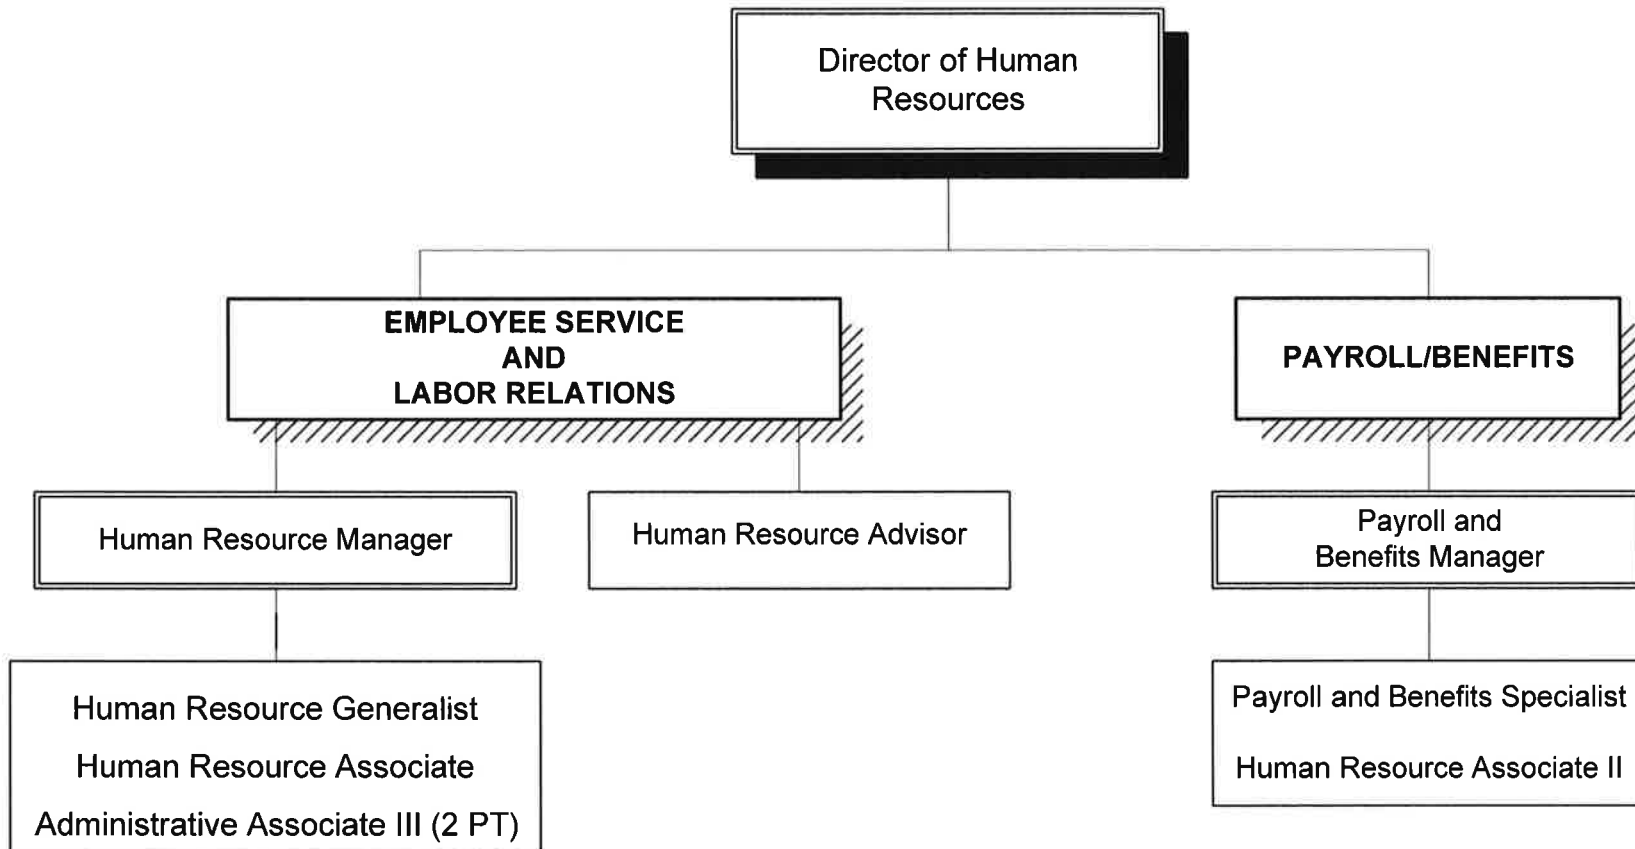 Director of Human
Resources
EMPLOYEE SERVICE
AND
LABOR RELATIONS
PAYROLL/BENEFITS
Human Resource Manager
Human Resource Advisor
Payroll and
Benefits Manager
Human Resource Generalist
Human Resource Associate
Administrative Associate III (2 PT)
Payroll and Benefits Specialist
Human Resource Associate II